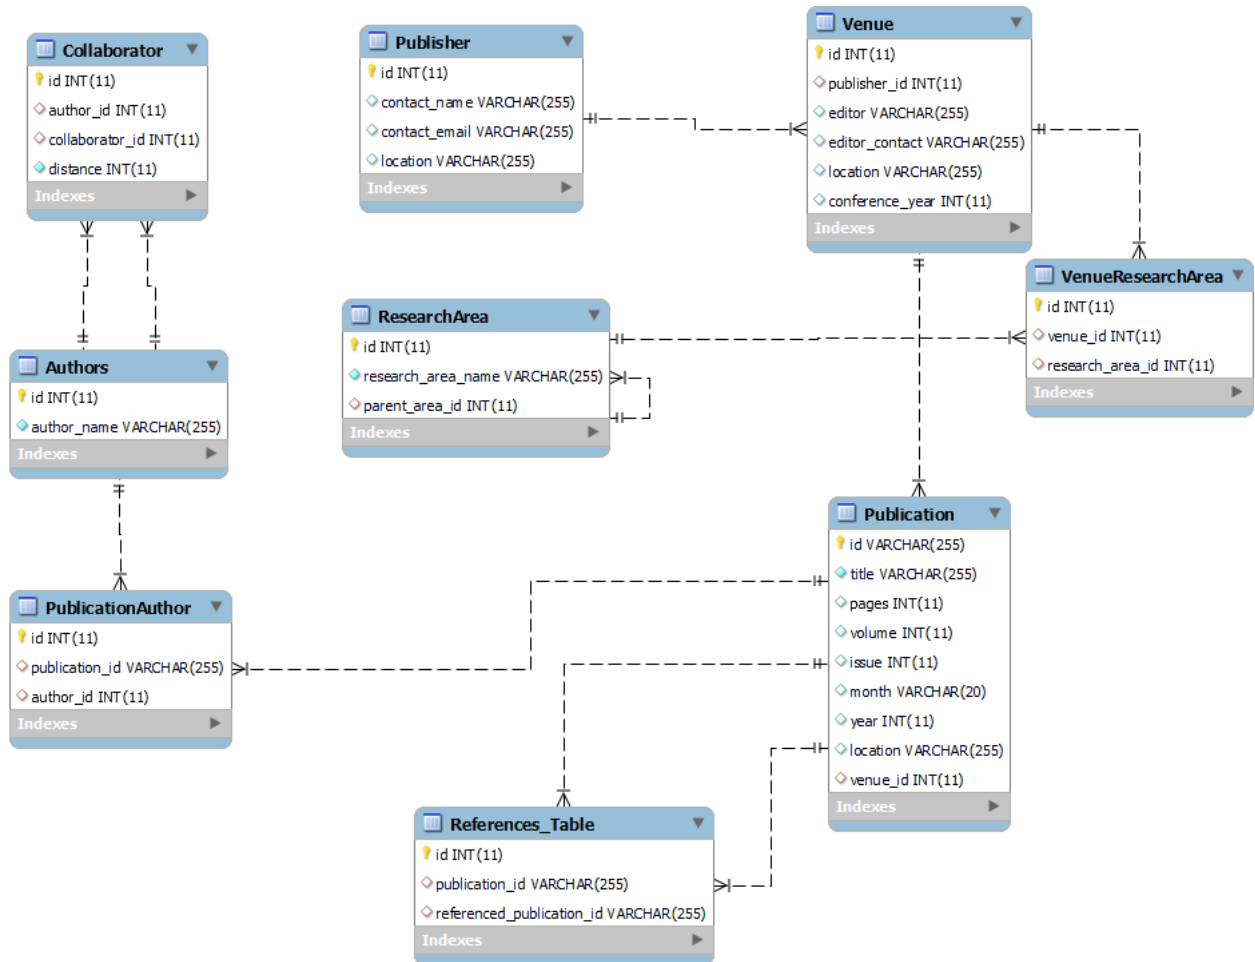 Collaborator
id INT(11)
author_id INT(11)
collaborator_id INT(11)
distance INT(11)
Indexes
Publisher
id INT(11)
contact_name VARCHAR(255)
contact_email VARCHAR(255)
location VARCHAR(255)
Indexes
Venue
id INT(11)
publisher_id INT(11)
editor VARCHAR(255)
editor_contact VARCHAR(255)
location VARCHAR(255)
conference_year INT(11)
Indexes
VenueResearchArea
id INT(11)
venue_id INT(11)
research_area_id INT(11)
Indexes
ResearchArea
id INT(11)
research_area_name VARCHAR(255)
parent_area_id INT(11)
Indexes
Authors
id INT(11)
author_name VARCHAR(255)
Indexes
PublicationAuthor
id INT(11)
publication_id VARCHAR(255)
author_id INT(11)
Indexes
Publication
id VARCHAR(255)
title VARCHAR(255)
pages INT(11)
volume INT(11)
issue INT(11)
month VARCHAR(20)
year INT(11)
location VARCHAR(255)
venue_id INT(11)
Indexes
References_Table
id INT(11)
publication_id VARCHAR(255)
referenced_publication_id VARCHAR(255)
Indexes